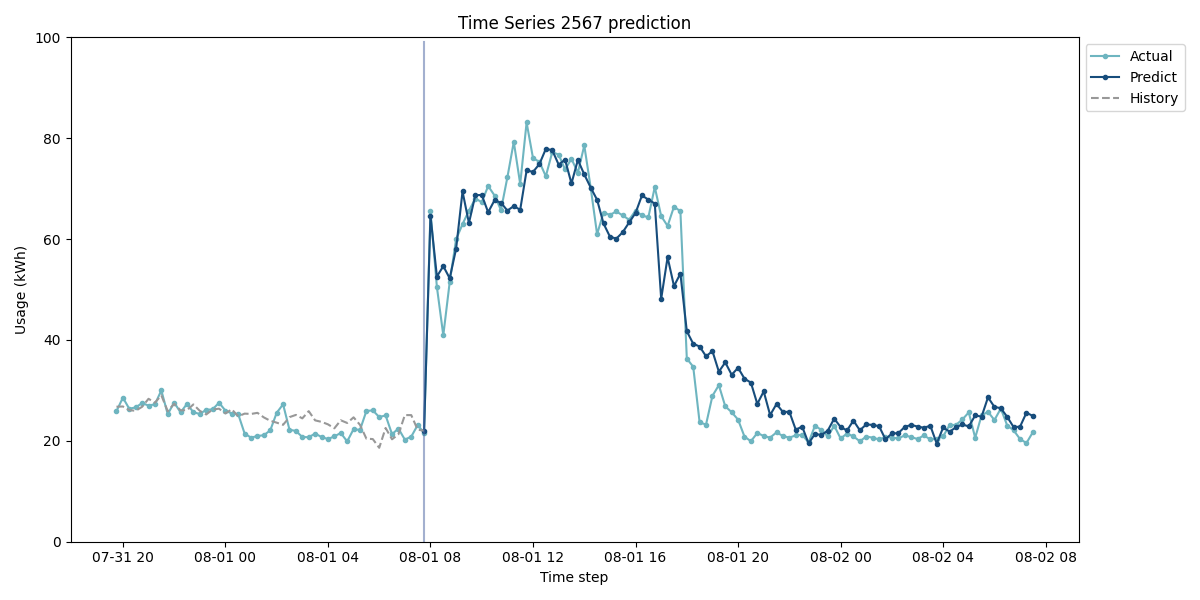 Time Series 2567 prediction
100
80
60
40
20
0
Usage (kWh)
07-31 20
08-01 00
08-01 04
08-01 08
08-01 12
08-01 16
08-01 20
08-02 00
08-02 04
08-02 08
Time step
Actual
Predict
History